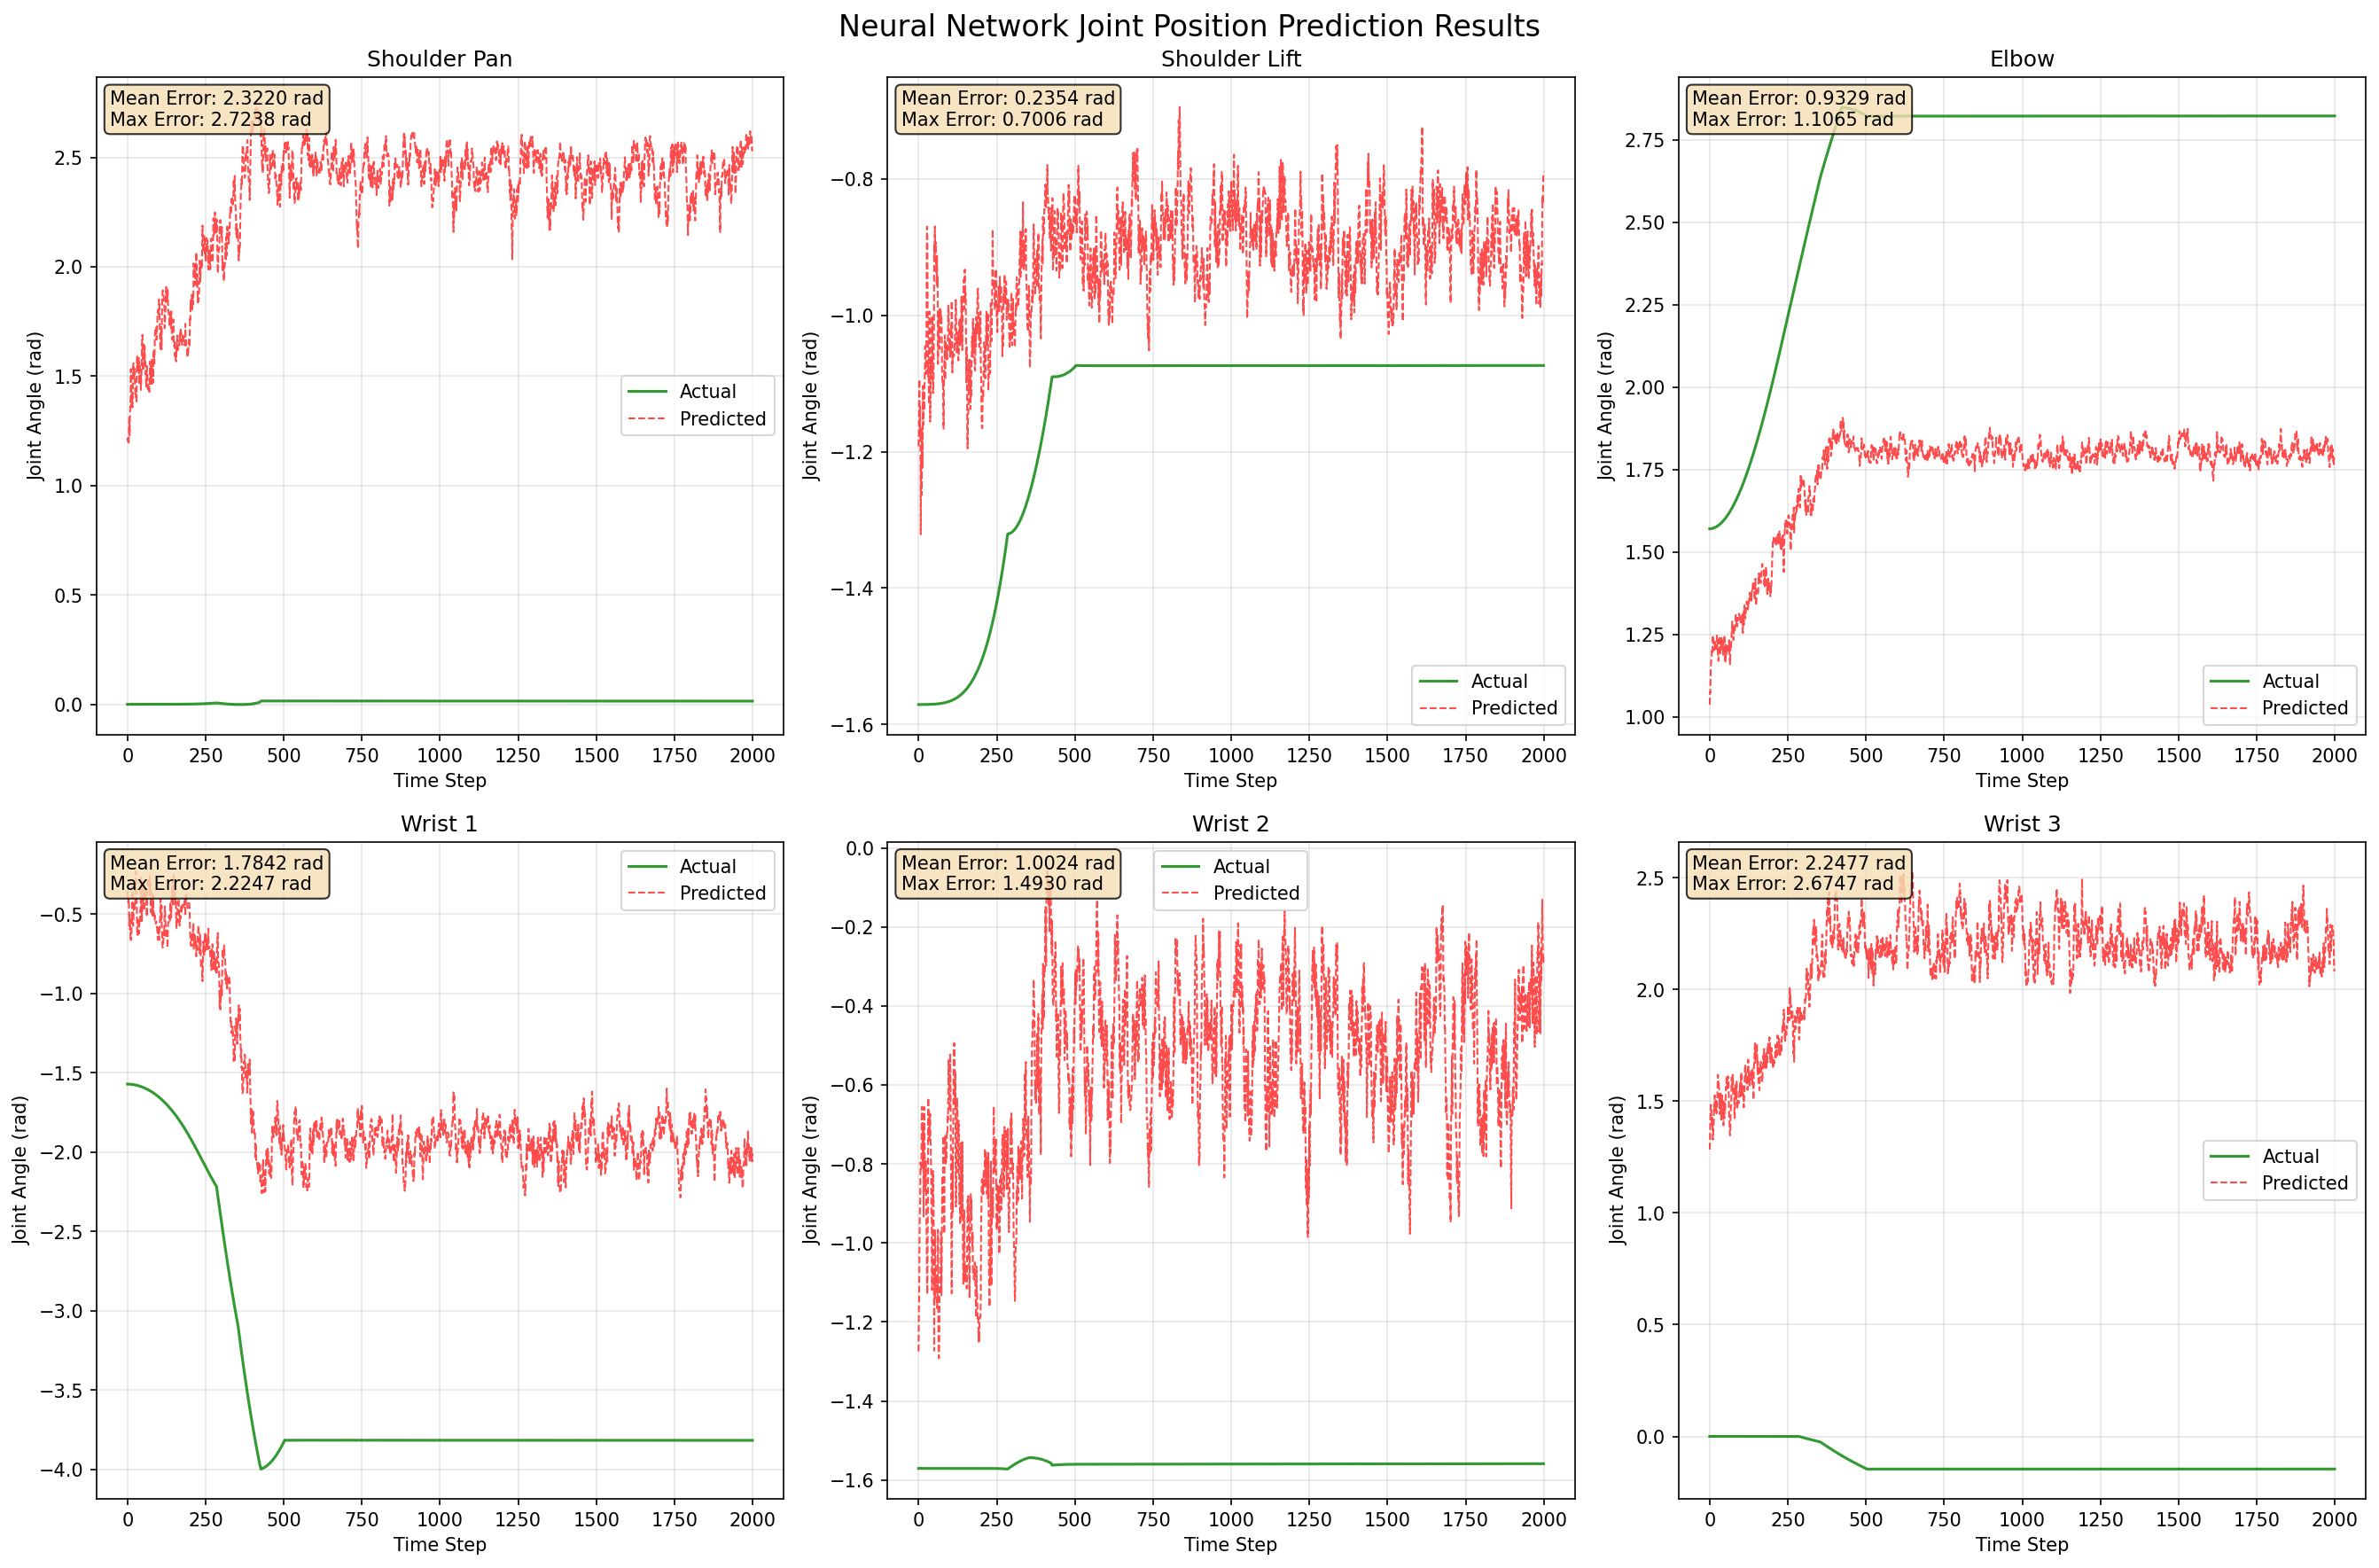 Neural Network Joint Position Prediction Results
Shoulder Pan
Mean Error: 2.3220 rad
Max Error: 2.7238 rad
Joint Angle (rad)
2.5
2.0
1.5
1.0
0.5
0.0
Actual
Predicted
0 250 500 750 1000 1250 1500 1750 2000
Time Step
Shoulder Lift
Mean Error: 0.2354 rad
Max Error: 0.7006 rad
Joint Angle (rad)
−0.8
−1.0
−1.2
−1.4
−1.6
Actual
Predicted
0 250 500 750 1000 1250 1500 1750 2000
Time Step
Elbow
Mean Error: 0.9329 rad
Max Error: 1.1065 rad
Joint Angle (rad)
2.75
2.50
2.25
2.00
1.75
1.50
1.25
1.00
Actual
Predicted
0 250 500 750 1000 1250 1500 1750 2000
Time Step
Wrist 1
Mean Error: 1.7842 rad
Max Error: 2.2247 rad
Actual
Predicted
Joint Angle (rad)
−0.5
−1.0
−1.5
−2.0
−2.5
−3.0
−3.5
−4.0
0 250 500 750 1000 1250 1500 1750 2000
Time Step
Wrist 2
Mean Error: 1.0024 rad
Max Error: 1.4930 rad
Actual
Predicted
Joint Angle (rad)
0.0
−0.2
−0.4
−0.6
−0.8
−1.0
−1.2
−1.4
−1.6
0 250 500 750 1000 1250 1500 1750 2000
Time Step
Wrist 3
Mean Error: 2.2477 rad
Max Error: 2.6747 rad
Joint Angle (rad)
2.5
2.0
1.5
1.0
0.5
0.0
Actual
Predicted
0 250 500 750 1000 1250 1500 1750 2000
Time Step